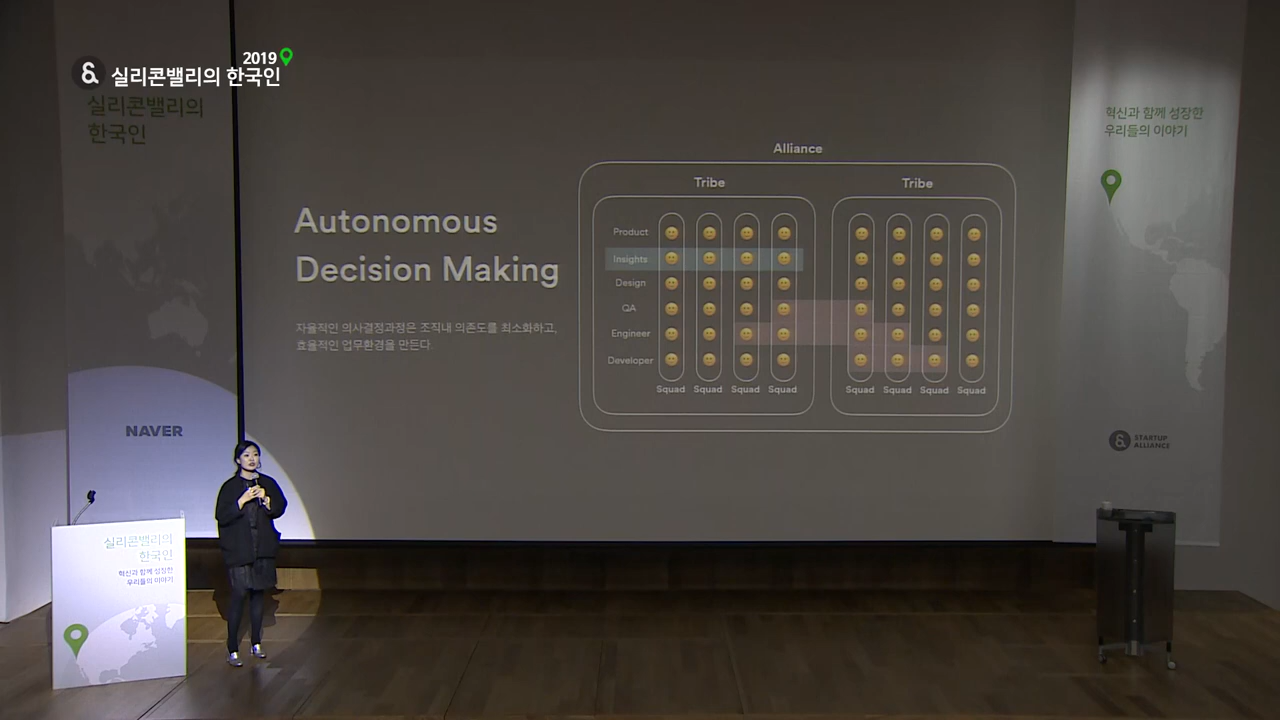 2019
& 실리콘밸리의 한국인
실리콘밸리의
한국인
NAVER
Autonomous
Decision Making
자율적인 의사결정과정은 조직내 의존도를 최소화하고,
효율적인 업무환경을 만든다.
Alliance
Tribe
Tribe
Product
Insights
Design
QA
Engineer
Developer
Squad Squad Squad Squad
Squad Squad Squad Squad
혁신과 함께 성장한
우리들의 이야기
& STARTUP
ALLIANCE
실리콘밸리의
한국인
혁신과 함께 성장한
우리들의 이야기